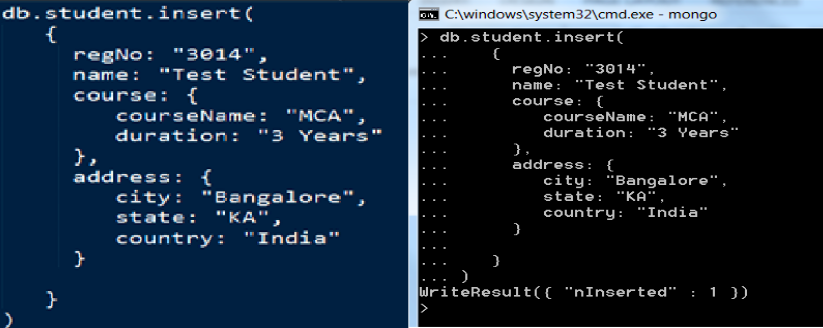 db.student.insert(
{
regNo: "3014",
name: "Test Student",
course: {
courseName: "MCA",
duration: "3 Years"
},
address: {
city: "Bangalore",
state: "KA",
country: "India"
}
}
)
C:\windows\system32\cmd.exe - mongo
> db.student.insert(
... {
... regNo: "3014",
... name: "Test Student",
... course: {
... courseName: "MCA",
... duration: "3 Years"
... },
... address: {
... city: "Bangalore",
... state: "KA",
... country: "India"
... }
...
... }
... )
WriteResult({ "nInserted" : 1 })
>